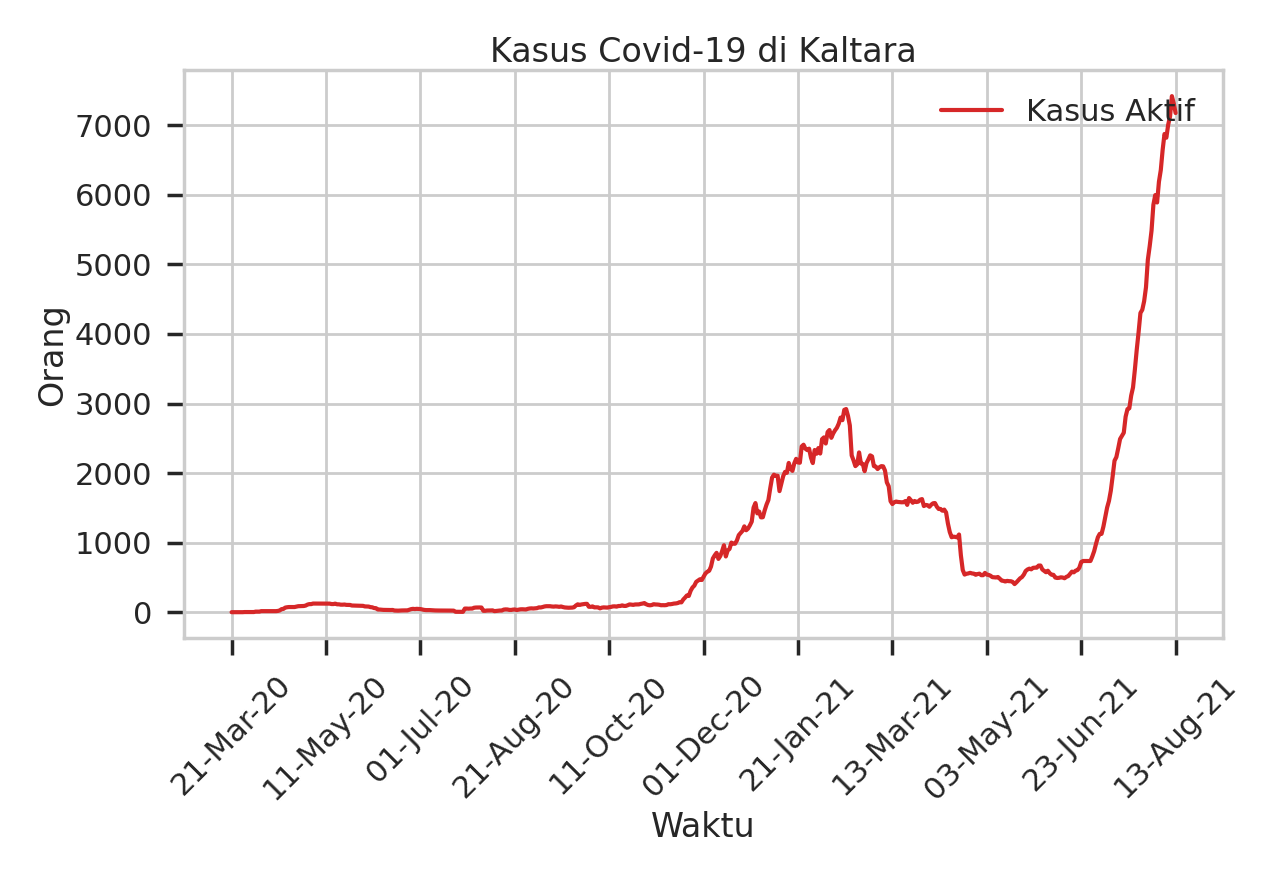 Kasus Covid-19 di Kaltara
Kasus Aktif
7000
6000
5000
4000
3000
2000
1000
0
Orang
21-Mar-20
11-May-20
01-Jul-20
21-Aug-20
11-Oct-20
01-Dec-20
21-Jan-21
13-Mar-21
03-May-21
23-Jun-21
13-Aug-21
Waktu